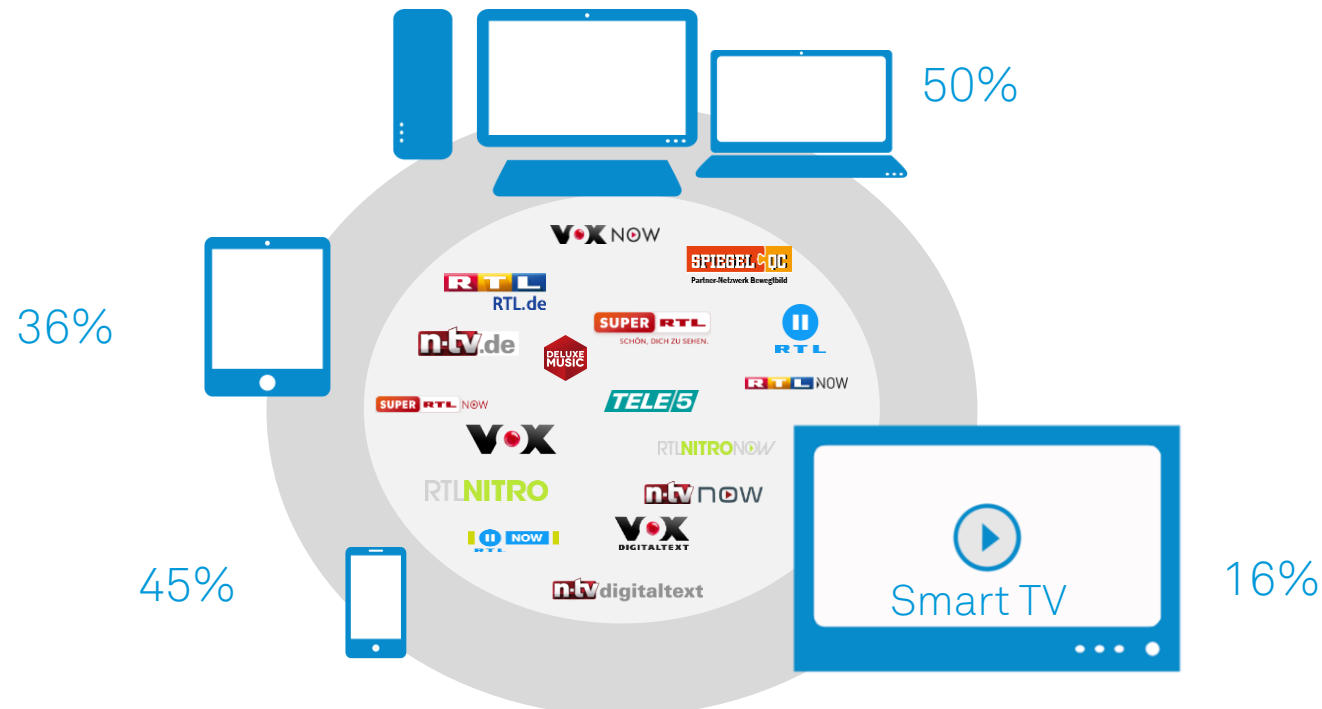 50%
VOX NOW
SPIEGEL QC
Partner-Netzwerk Bewegtbild
RTL
RTL.de
36%
SUPER RTL
SCHÖN, DICH ZU SEHEN.
II
RTL
n-tv.de
DELUXE
MUSIC
RTL NOW
SUPER RTL NOW
TELE 5
VOX
RTLNITRONOW
RTLNITRO
n-tv now
VOX
DIGITALTEXT
II NOW
RTL
Smart TV
16%
45%
n-tv digitaltext